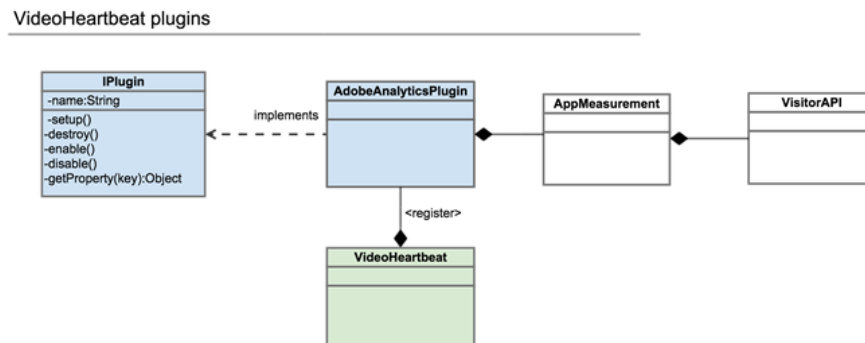 VideoHeartbeat plugins
IPlugin
-name:String
-setup()
-destroy()
-enable()
-disable()
-getProperty(key):Object
implements
AdobeAnalyticsPlugin
AppMeasurement
VisitorAPI
<register>
VideoHeartbeat